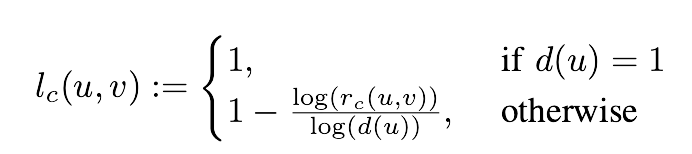 l_c(u, v) := { 1, if d(u) = 1
1 − log(r_c(u,v)) / log(d(u)), otherwise